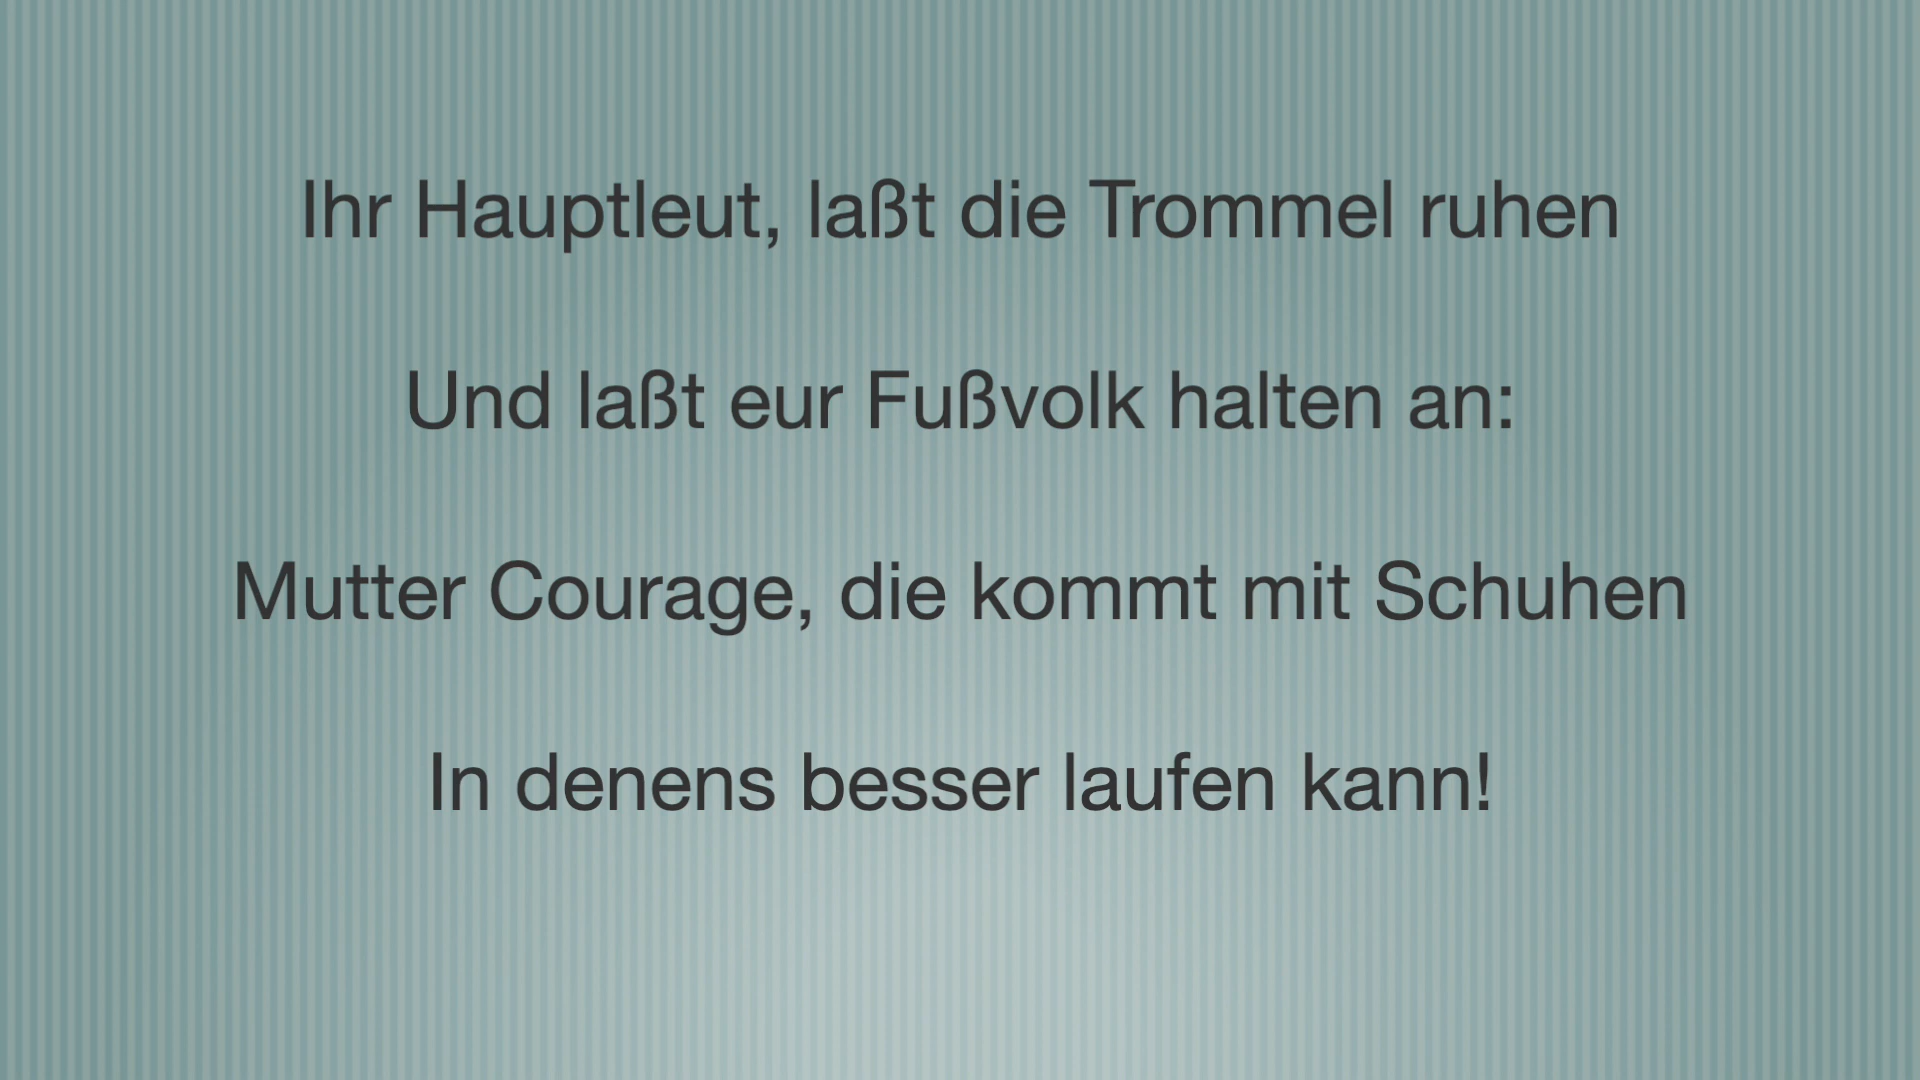 Ihr Hauptleut, laßt die Trommel ruhen
Und laßt eur Fußvolk halten an:
Mutter Courage, die kommt mit Schuhen
In denens besser laufen kann!